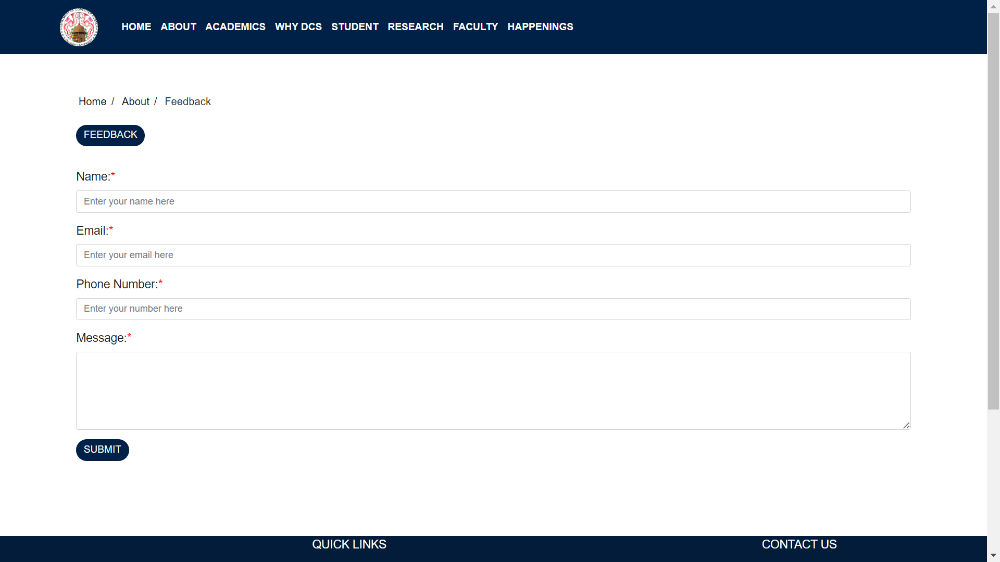 HOME ABOUT ACADEMICS WHY DCS STUDENT RESEARCH FACULTY HAPPENINGS
Home / About / Feedback
FEEDBACK
Name:*
Enter your name here
Email:*
Enter your email here
Phone Number:*
Enter your number here
Message:*
SUBMIT
QUICK LINKS CONTACT US